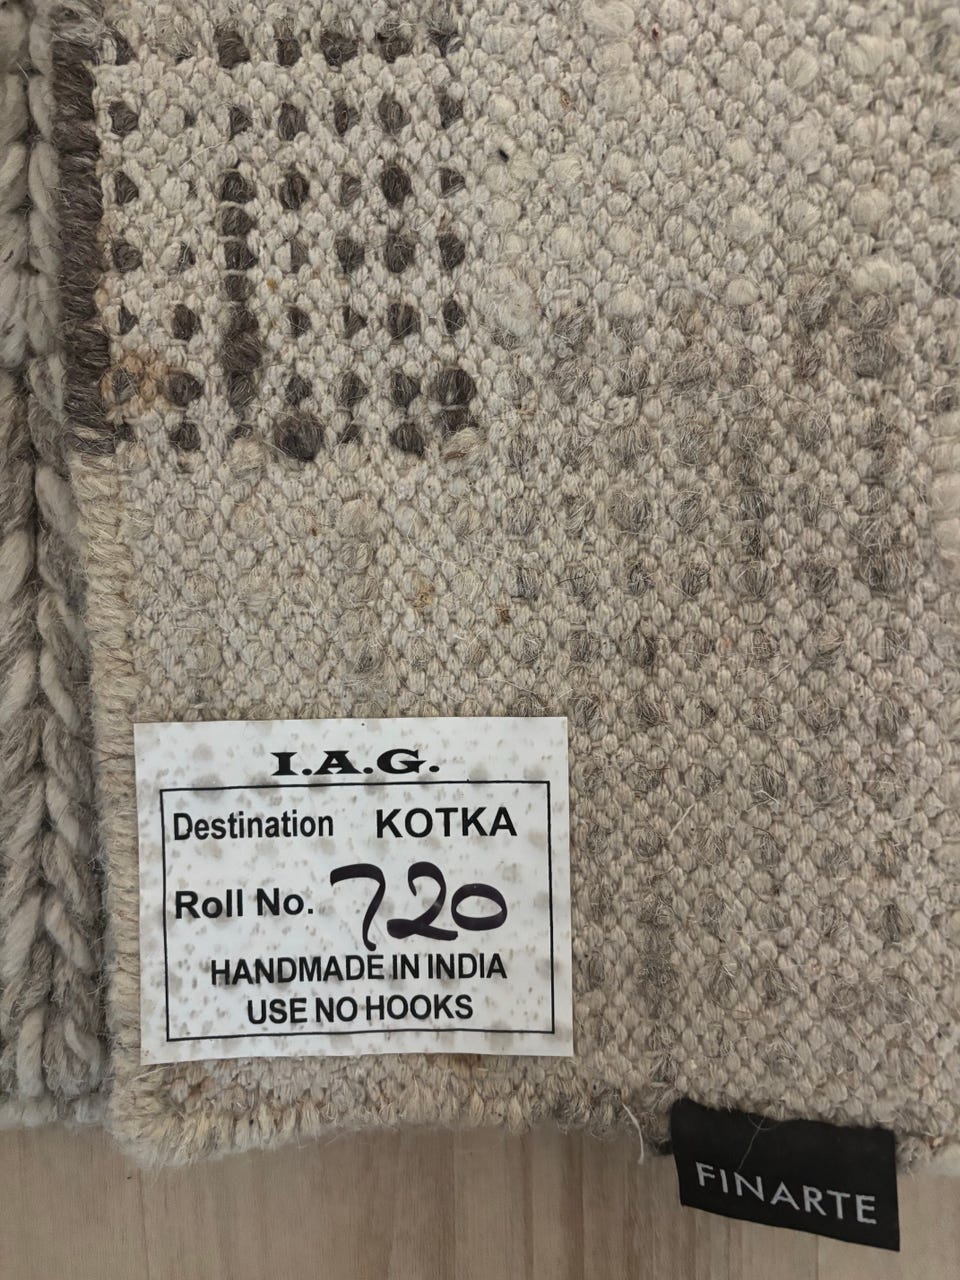 I.A.G.
Destination KOTKA
Roll No. 720
HANDMADE IN INDIA
USE NO HOOKS
FINARTE